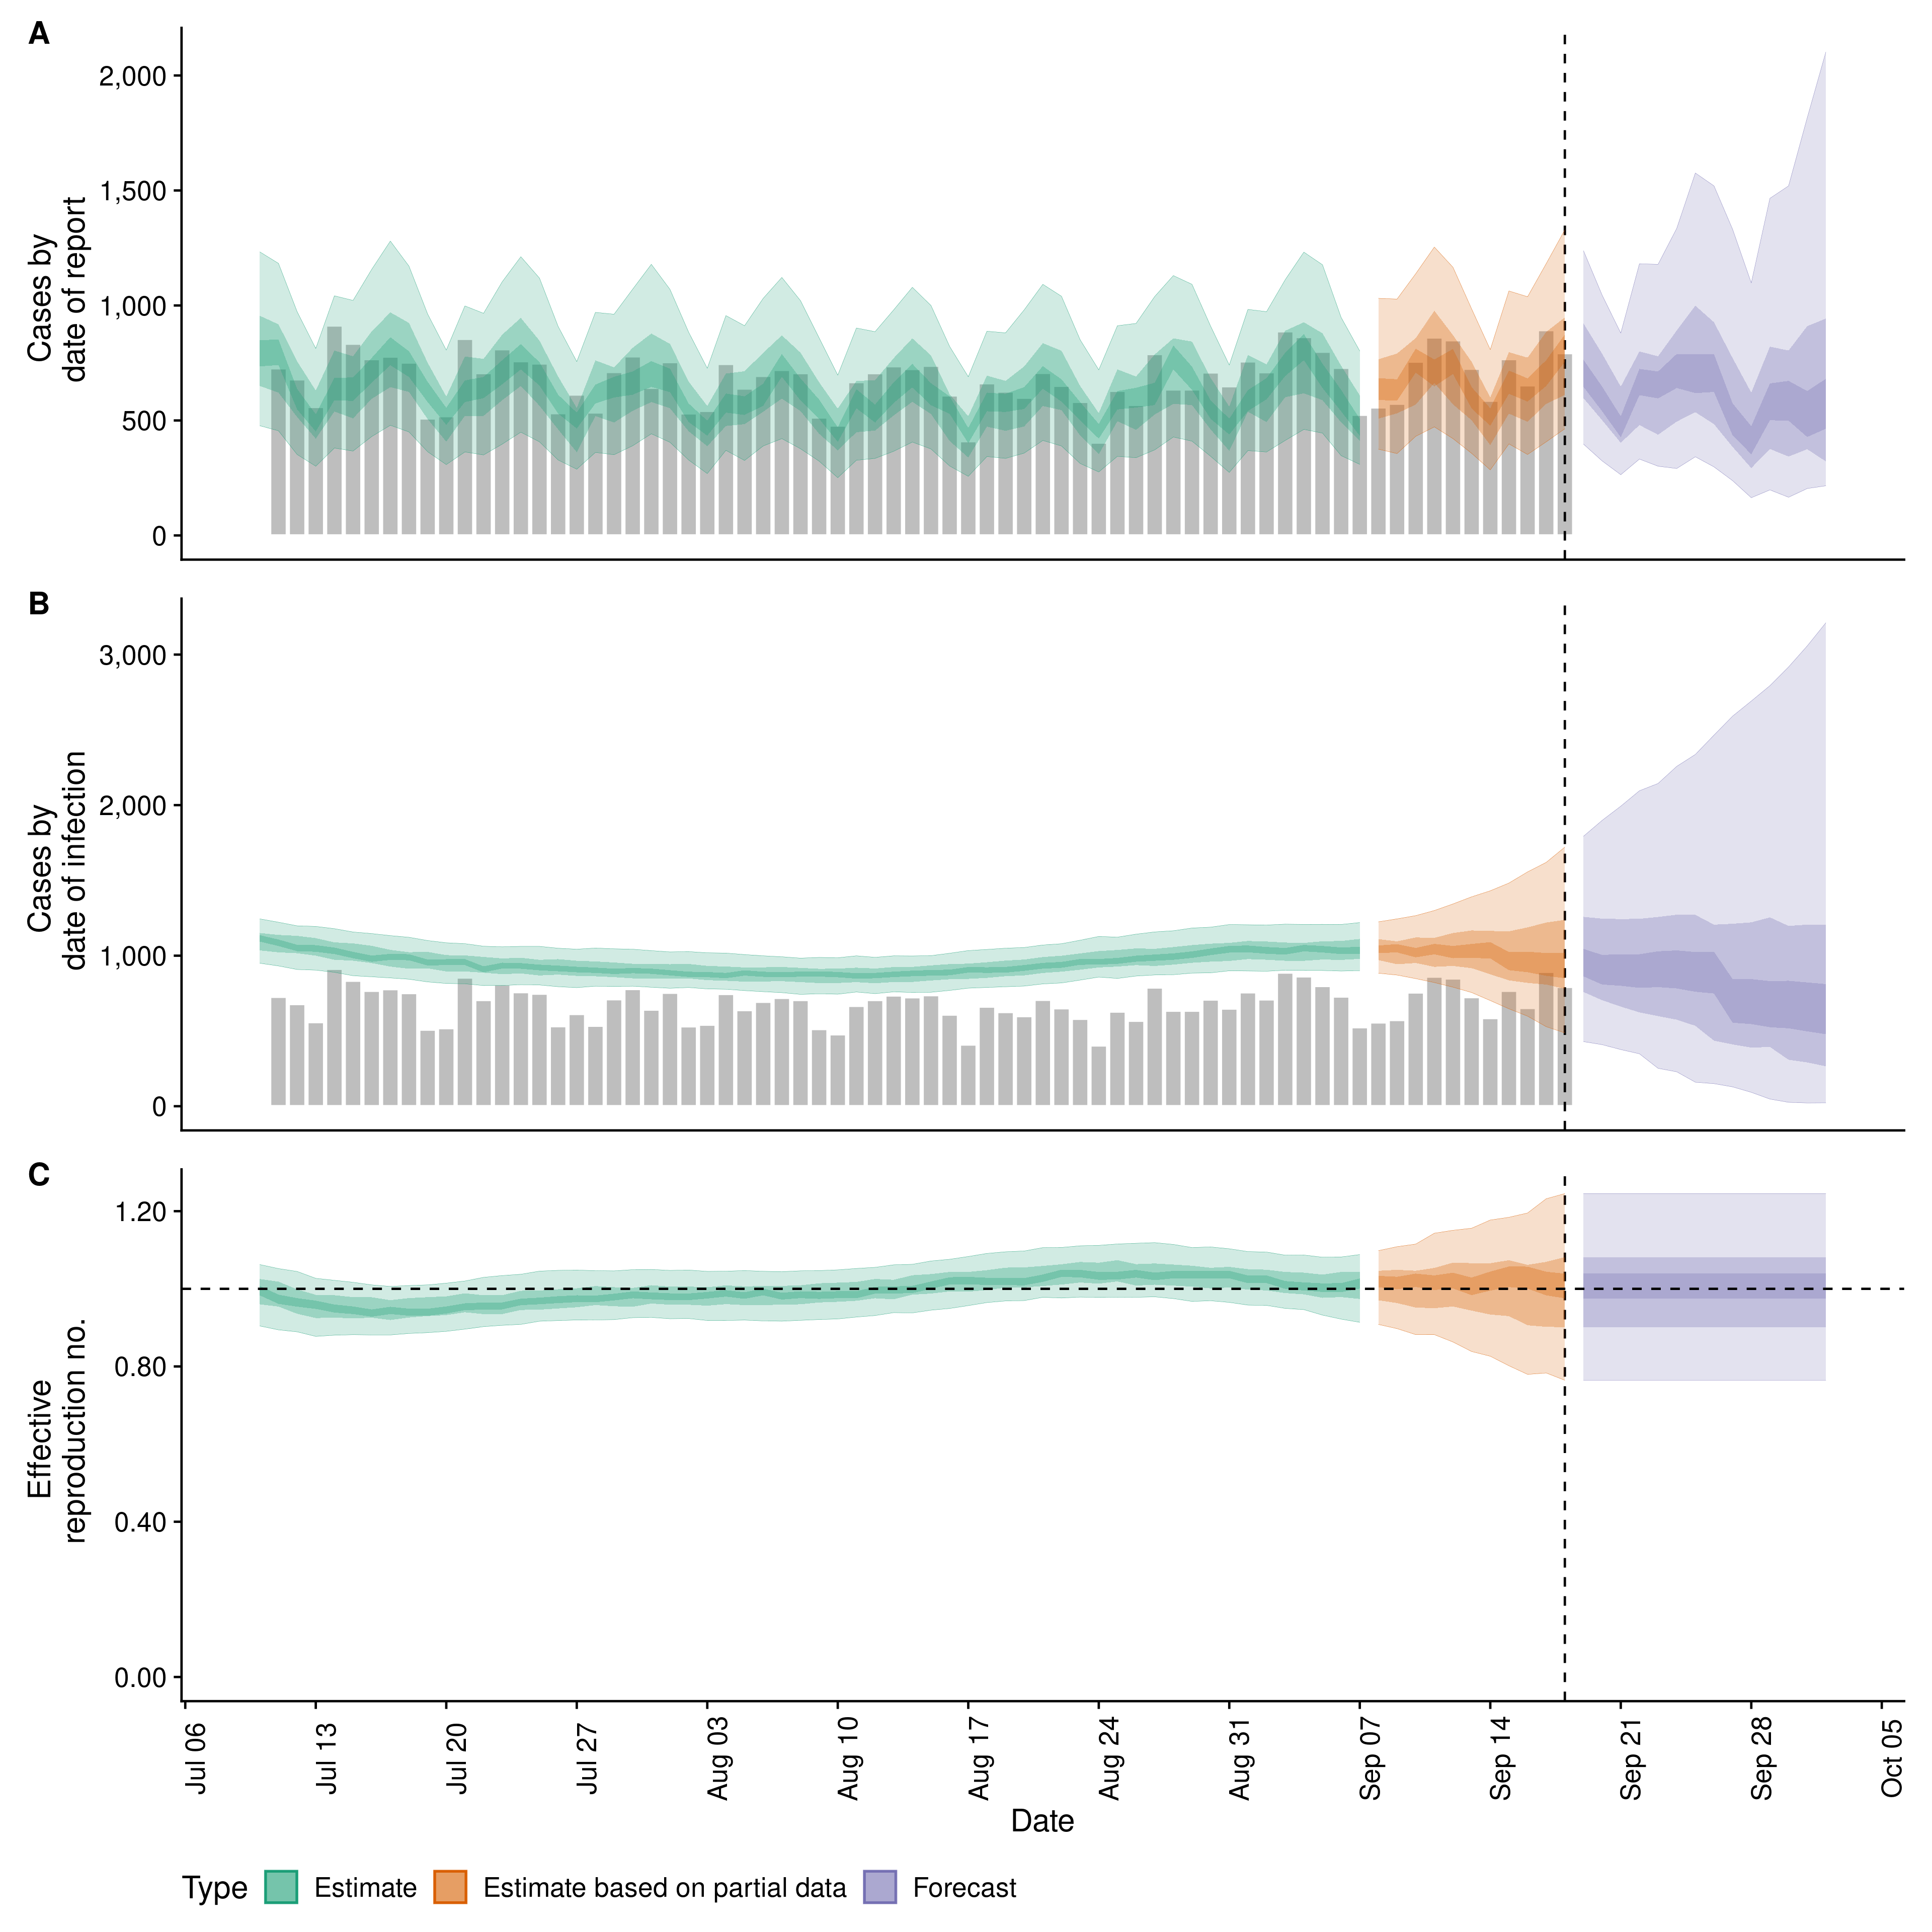 A
Cases by
date of report
2,000
1,500
1,000
500
0
B
Cases by
date of infection
3,000
2,000
1,000
0
C
Effective
reproduction no.
1.20
0.80
0.40
0.00
Jul 06
Jul 13
Jul 20
Jul 27
Aug 03
Aug 10
Aug 17
Aug 24
Aug 31
Sep 07
Sep 14
Sep 21
Sep 28
Oct 05
Date
Type Estimate Estimate based on partial data Forecast